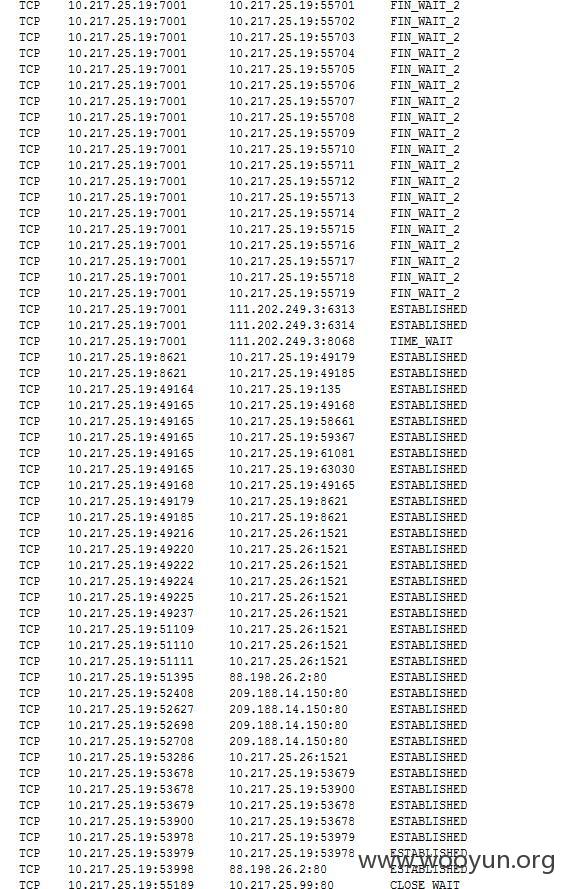 TCP 10.217.25.19:7001 10.217.25.19:55701 FIN_WAIT_2
TCP 10.217.25.19:7001 10.217.25.19:55702 FIN_WAIT_2
TCP 10.217.25.19:7001 10.217.25.19:55703 FIN_WAIT_2
TCP 10.217.25.19:7001 10.217.25.19:55704 FIN_WAIT_2
TCP 10.217.25.19:7001 10.217.25.19:55705 FIN_WAIT_2
TCP 10.217.25.19:7001 10.217.25.19:55706 FIN_WAIT_2
TCP 10.217.25.19:7001 10.217.25.19:55707 FIN_WAIT_2
TCP 10.217.25.19:7001 10.217.25.19:55708 FIN_WAIT_2
TCP 10.217.25.19:7001 10.217.25.19:55709 FIN_WAIT_2
TCP 10.217.25.19:7001 10.217.25.19:55710 FIN_WAIT_2
TCP 10.217.25.19:7001 10.217.25.19:55711 FIN_WAIT_2
TCP 10.217.25.19:7001 10.217.25.19:55712 FIN_WAIT_2
TCP 10.217.25.19:7001 10.217.25.19:55713 FIN_WAIT_2
TCP 10.217.25.19:7001 10.217.25.19:55714 FIN_WAIT_2
TCP 10.217.25.19:7001 10.217.25.19:55715 FIN_WAIT_2
TCP 10.217.25.19:7001 10.217.25.19:55716 FIN_WAIT_2
TCP 10.217.25.19:7001 10.217.25.19:55717 FIN_WAIT_2
TCP 10.217.25.19:7001 10.217.25.19:55718 FIN_WAIT_2
TCP 10.217.25.19:7001 10.217.25.19:55719 FIN_WAIT_2
TCP 10.217.25.19:7001 111.202.249.3:6313 ESTABLISHED
TCP 10.217.25.19:7001 111.202.249.3:6314 ESTABLISHED
TCP 10.217.25.19:7001 111.202.249.3:8068 TIME_WAIT
TCP 10.217.25.19:8621 10.217.25.19:49179 ESTABLISHED
TCP 10.217.25.19:8621 10.217.25.19:49185 ESTABLISHED
TCP 10.217.25.19:49164 10.217.25.19:135 ESTABLISHED
TCP 10.217.25.19:49165 10.217.25.19:49168 ESTABLISHED
TCP 10.217.25.19:49165 10.217.25.19:58661 ESTABLISHED
TCP 10.217.25.19:49165 10.217.25.19:59367 ESTABLISHED
TCP 10.217.25.19:49165 10.217.25.19:61081 ESTABLISHED
TCP 10.217.25.19:49165 10.217.25.19:63030 ESTABLISHED
TCP 10.217.25.19:49168 10.217.25.19:49165 ESTABLISHED
TCP 10.217.25.19:49179 10.217.25.19:8621 ESTABLISHED
TCP 10.217.25.19:49185 10.217.25.19:8621 ESTABLISHED
TCP 10.217.25.19:49216 10.217.25.26:1521 ESTABLISHED
TCP 10.217.25.19:49220 10.217.25.26:1521 ESTABLISHED
TCP 10.217.25.19:49222 10.217.25.26:1521 ESTABLISHED
TCP 10.217.25.19:49224 10.217.25.26:1521 ESTABLISHED
TCP 10.217.25.19:49225 10.217.25.26:1521 ESTABLISHED
TCP 10.217.25.19:49237 10.217.25.26:1521 ESTABLISHED
TCP 10.217.25.19:51109 10.217.25.26:1521 ESTABLISHED
TCP 10.217.25.19:51110 10.217.25.26:1521 ESTABLISHED
TCP 10.217.25.19:51111 10.217.25.26:1521 ESTABLISHED
TCP 10.217.25.19:51395 88.198.26.2:80 ESTABLISHED
TCP 10.217.25.19:52408 209.188.14.150:80 ESTABLISHED
TCP 10.217.25.19:52627 209.188.14.150:80 ESTABLISHED
TCP 10.217.25.19:52698 209.188.14.150:80 ESTABLISHED
TCP 10.217.25.19:52708 209.188.14.150:80 ESTABLISHED
TCP 10.217.25.19:53286 10.217.25.26:1521 ESTABLISHED
TCP 10.217.25.19:53678 10.217.25.19:53679 ESTABLISHED
TCP 10.217.25.19:53678 10.217.25.19:53900 ESTABLISHED
TCP 10.217.25.19:53679 10.217.25.19:53678 ESTABLISHED
TCP 10.217.25.19:53900 10.217.25.19:53678 ESTABLISHED
TCP 10.217.25.19:53978 10.217.25.19:53979 ESTABLISHED
TCP 10.217.25.19:53979 10.217.25.19:53978 ESTABLISHED
TCP 10.217.25.19:53998 88.198.26.2:80 ESTABLISHED
TCP 10.217.25.19:55189 10.217.25.99:80 CLOSE_WAIT
www.wooyun.org